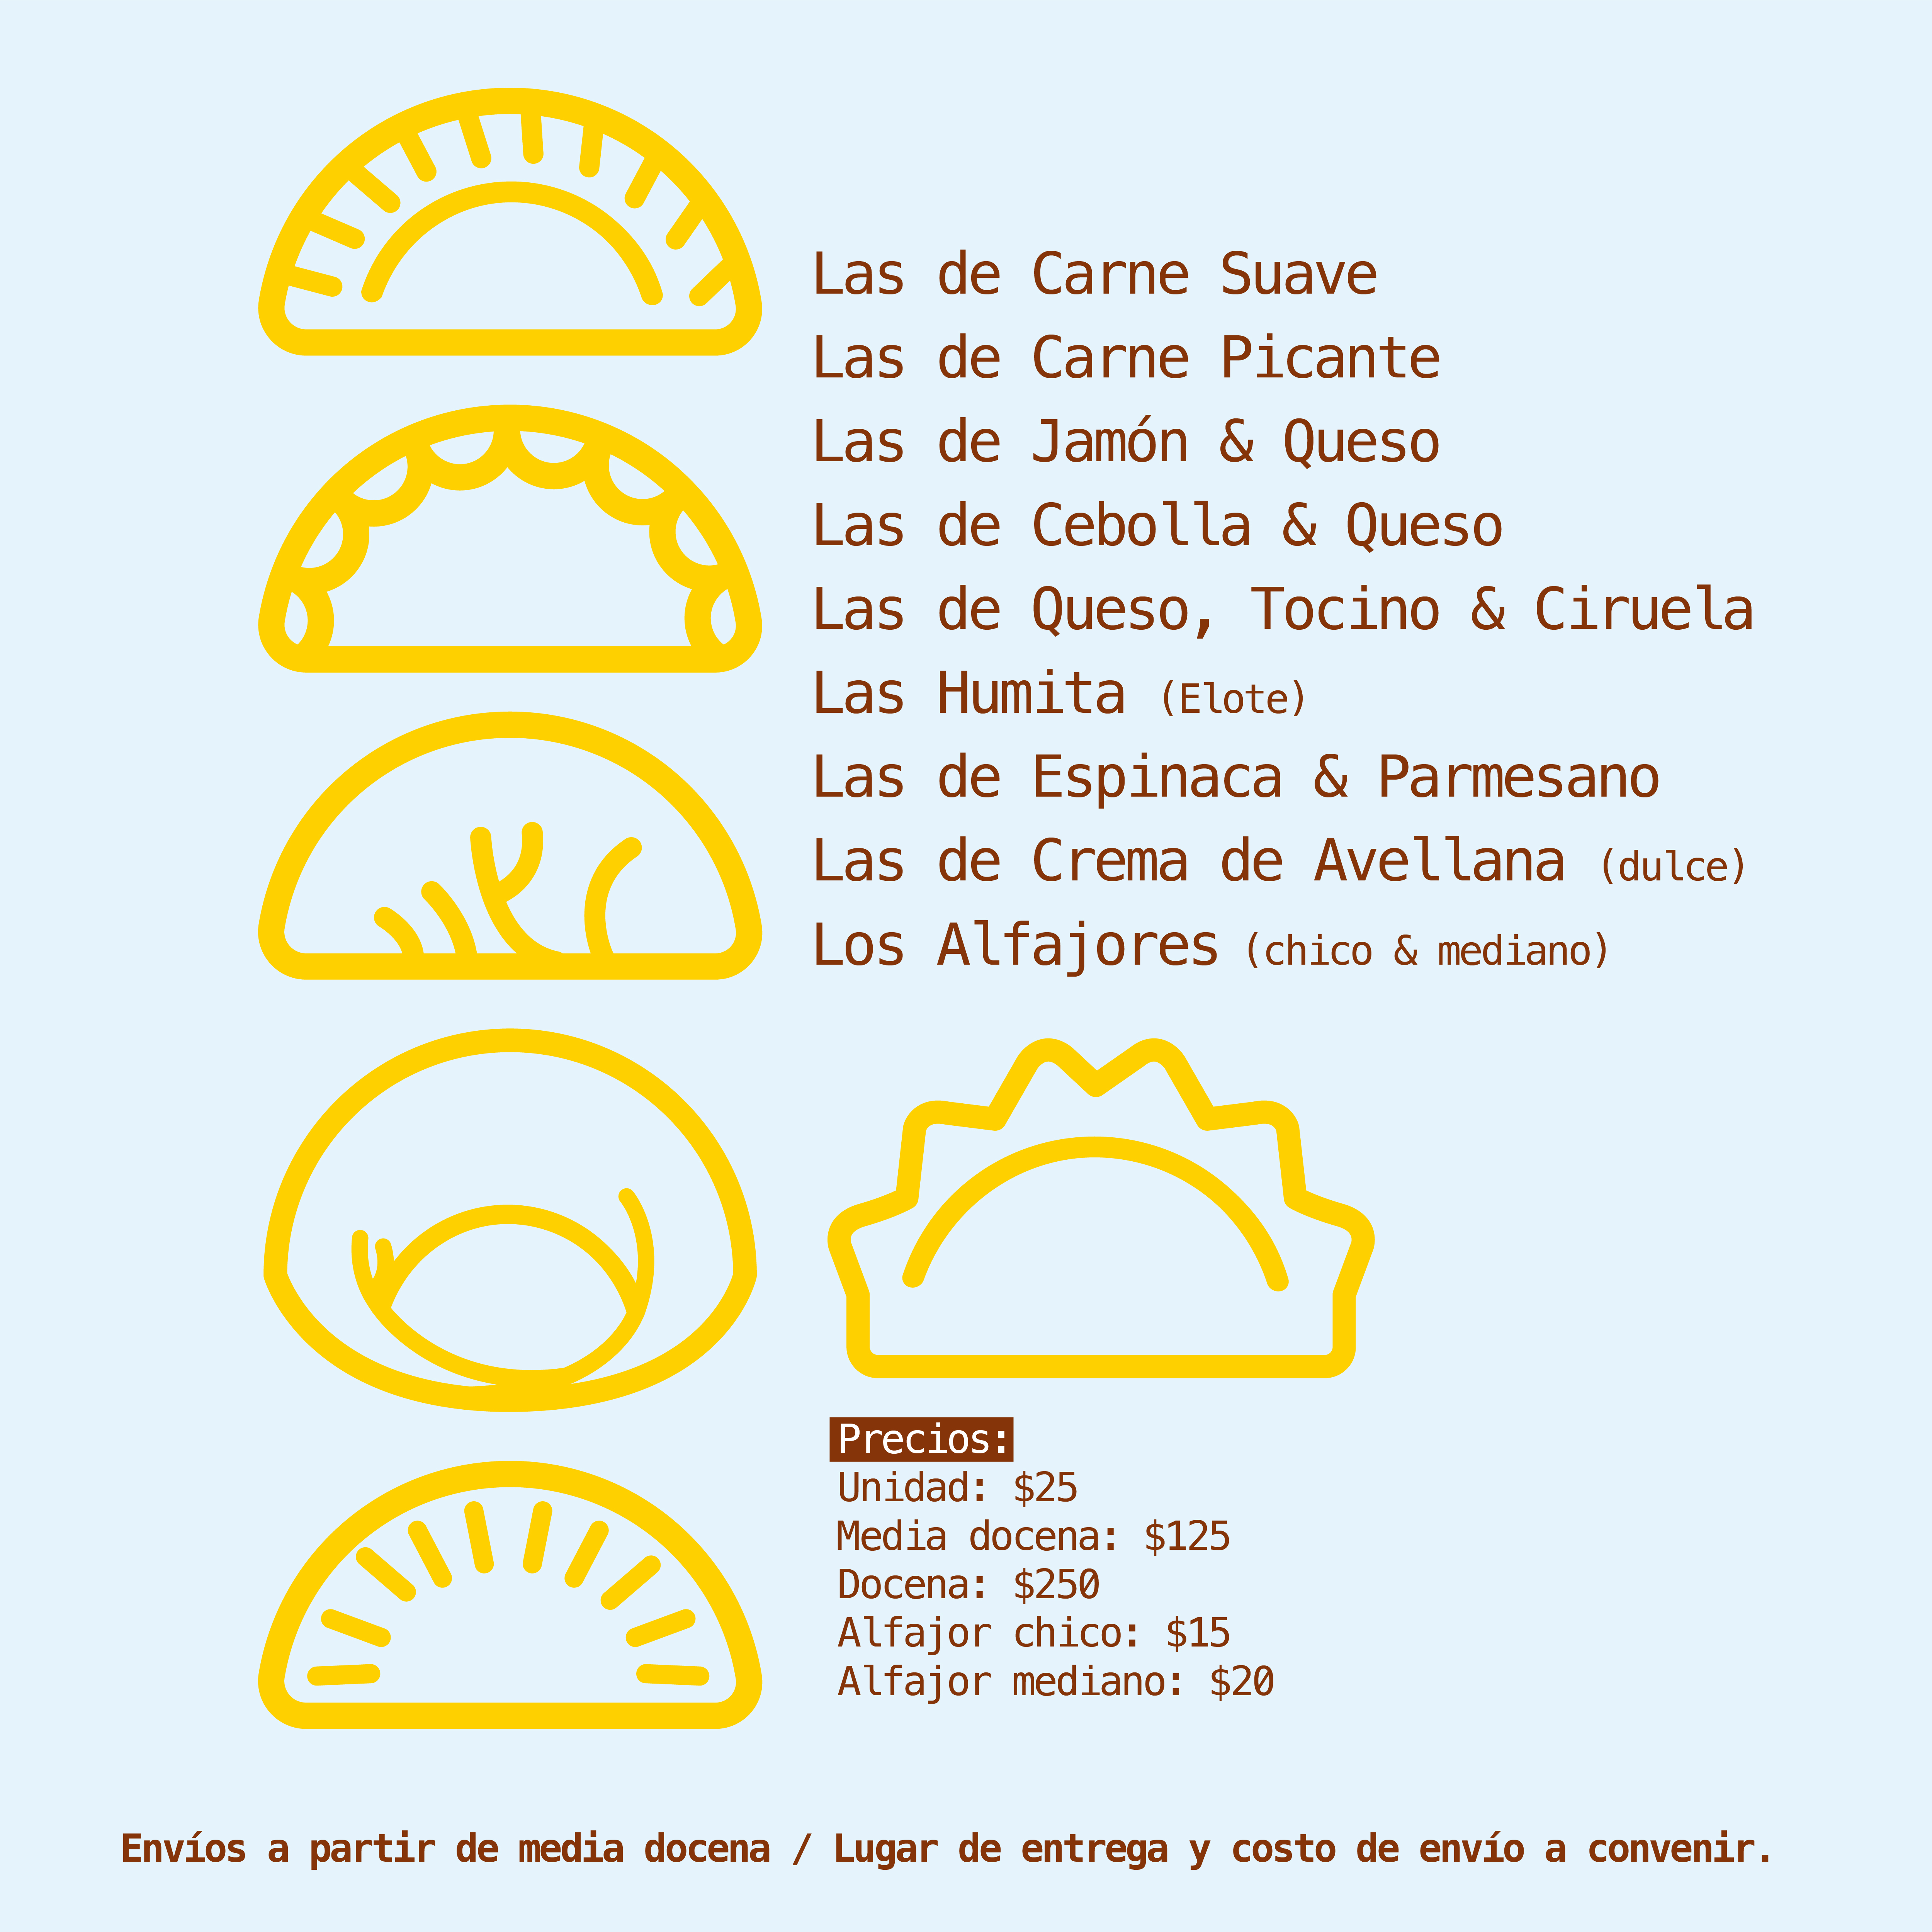 Las de Carne Suave
Las de Carne Picante
Las de Jamón & Queso
Las de Cebolla & Queso
Las de Queso, Tocino & Ciruela
Las Humita (Elote)
Las de Espinaca & Parmesano
Las de Crema de Avellana (dulce)
Los Alfajores (chico & mediano)
Precios:
Unidad: $25
Media docena: $125
Docena: $250
Alfajor chico: $15
Alfajor mediano: $20
Envíos a partir de media docena / Lugar de entrega y costo de envío a convenir.